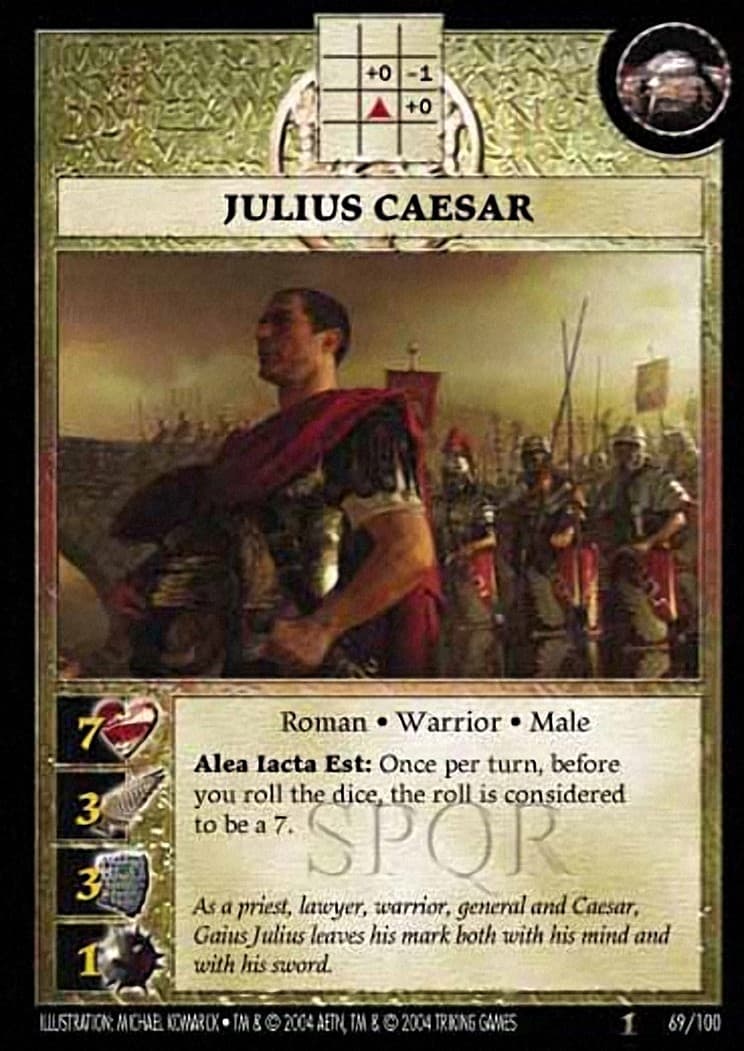 +0 -1
+0
JULIUS CAESAR
7
Roman • Warrior • Male
Alea Iacta Est: Once per turn, before
you roll the dice, the roll is considered
to be a 7.
3
SPQR
3
As a priest, lawyer, warrior, general and Caesar,
Gaius Julius leaves his mark both with his mind and
with his sword.
1
ILLUSTRATION: MICHAEL KOMARCK • TM & © 2004 AETN, TM & © 2004 TRIKING GAMES 1 69/100